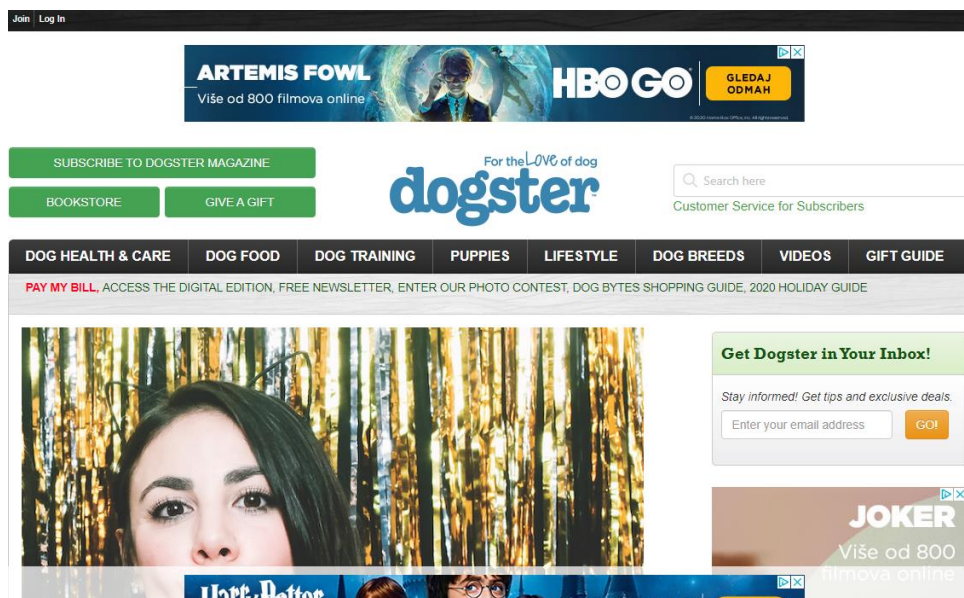 Join Log In
ARTEMIS FOWL
Više od 800 filmova online
HBO GO
GLEDAJ
ODMAH
SUBSCRIBE TO DOGSTER MAGAZINE
BOOKSTORE
GIVE A GIFT
For the LOVE of dog
dogster
Search here
Customer Service for Subscribers
DOG HEALTH & CARE DOG FOOD DOG TRAINING PUPPIES LIFESTYLE DOG BREEDS VIDEOS GIFT GUIDE
PAY MY BILL, ACCESS THE DIGITAL EDITION, FREE NEWSLETTER, ENTER OUR PHOTO CONTEST, DOG BYTES SHOPPING GUIDE, 2020 HOLIDAY GUIDE
Get Dogster in Your Inbox!
Stay informed! Get tips and exclusive deals.
Enter your email address
GO!
JOKER
Više od 800
filmova online
Harry Potter